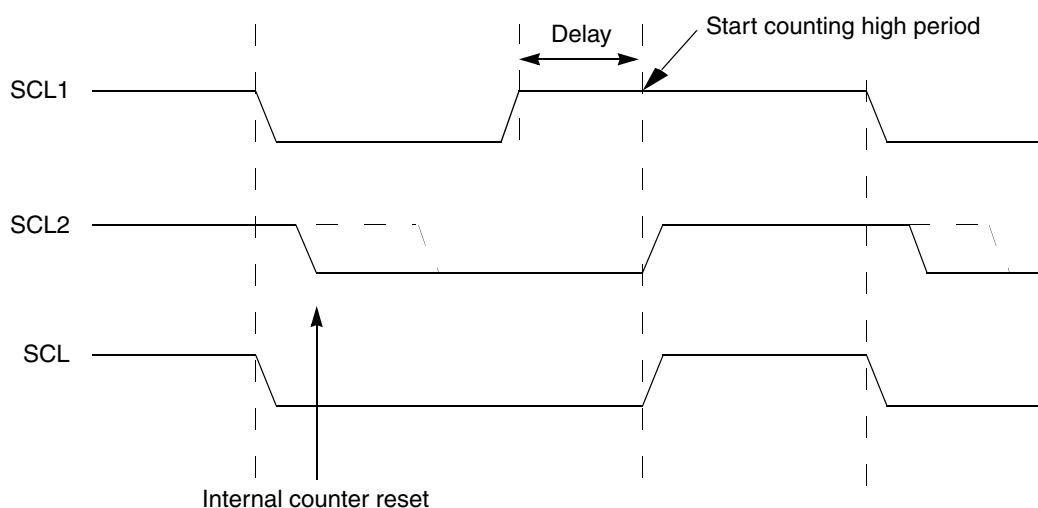 Delay
Start counting high period
SCL1
SCL2
SCL
Internal counter reset